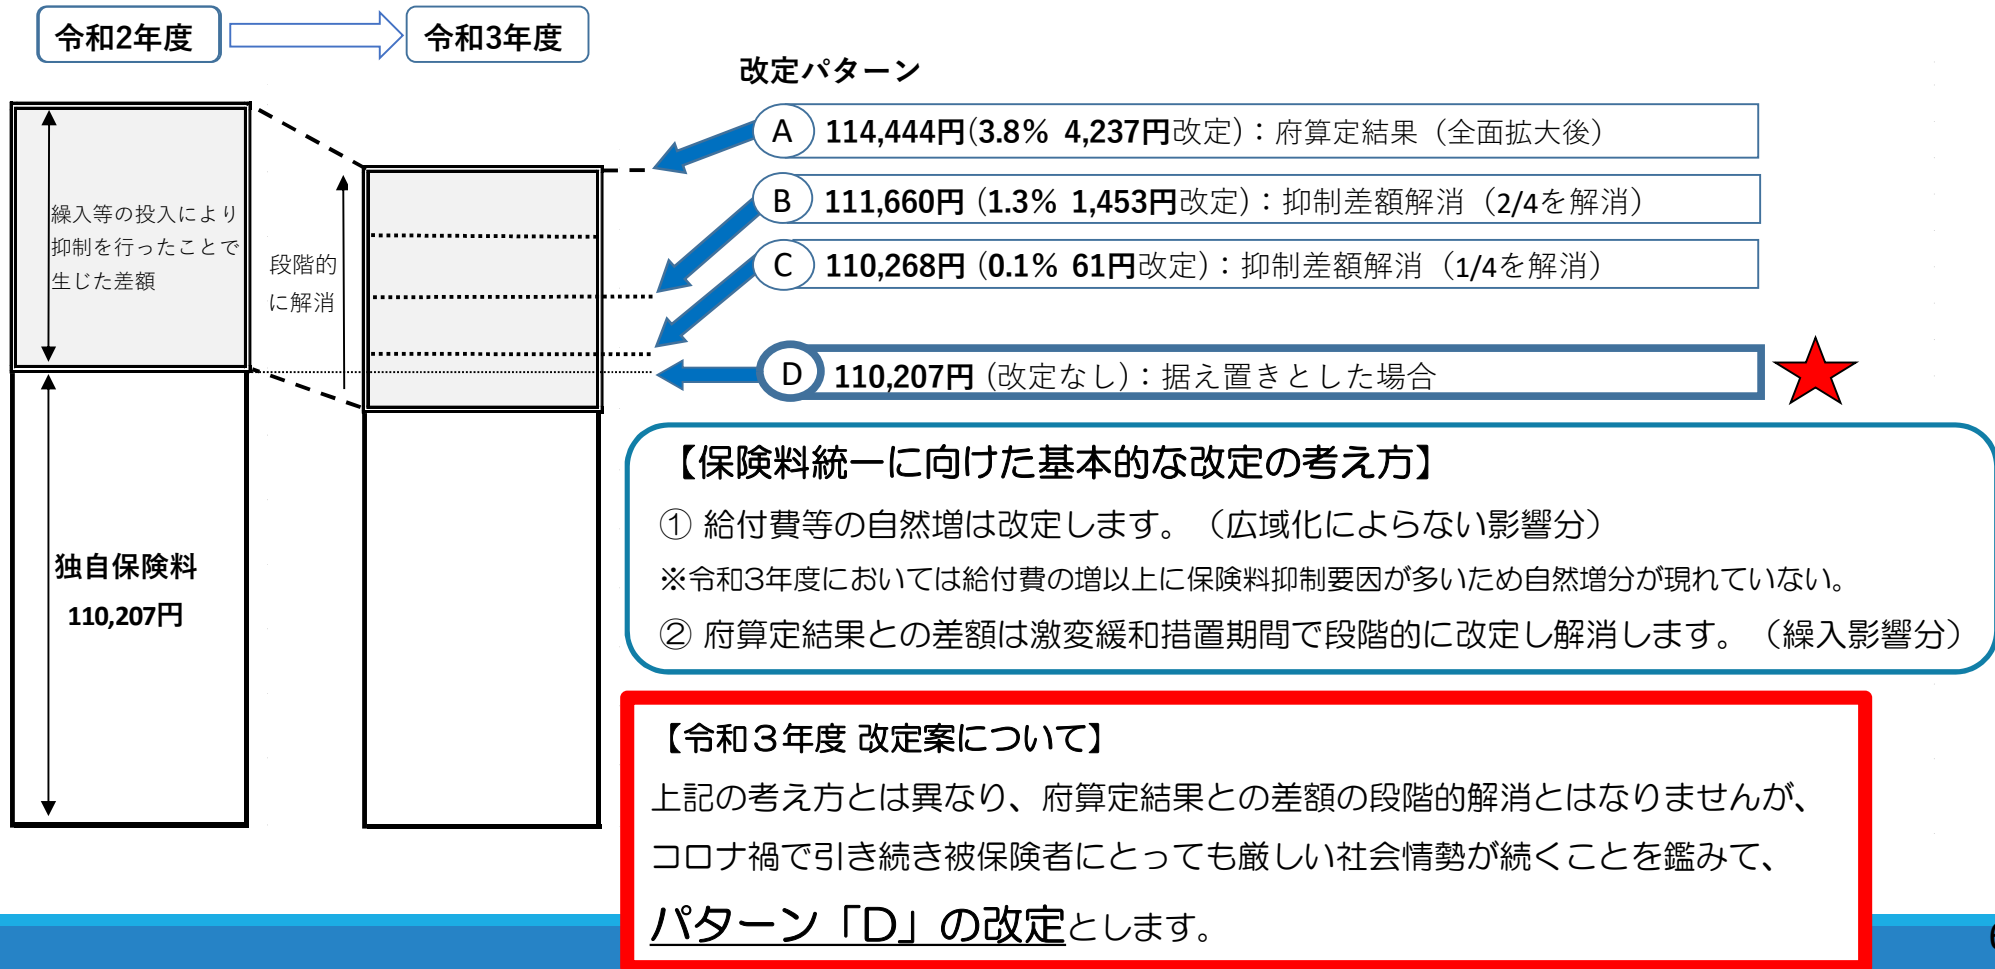 令和2年度
令和3年度
改定パターン
A 114,444円(3.8% 4,237円改定)：府算定結果（全面拡大後）
B 111,660円 (1.3% 1,453円改定)：抑制差額解消（2/4を解消）
C 110,268円 (0.1% 61円改定)：抑制差額解消（1/4を解消）
D 110,207円 (改定なし)：据え置きとした場合
繰入等の投入により
抑制を行ったことで
生じた差額
段階的
に解消
独自保険料
110,207円
【保険料統一に向けた基本的な改定の考え方】
① 給付費等の自然増は改定します。（広域化によらない影響分）
※令和3年度においては給付費の増以上に保険料抑制要因が多いため自然増分が現れていない。
② 府算定結果との差額は激変緩和措置期間で段階的に改定し解消します。（繰入影響分）
【令和３年度 改定案について】
上記の考え方とは異なり、府算定結果との差額の段階的解消とはなりませんが、
コロナ禍で引き続き被保険者にとっても厳しい社会情勢が続くことを鑑みて、
パターン「D」の改定とします。